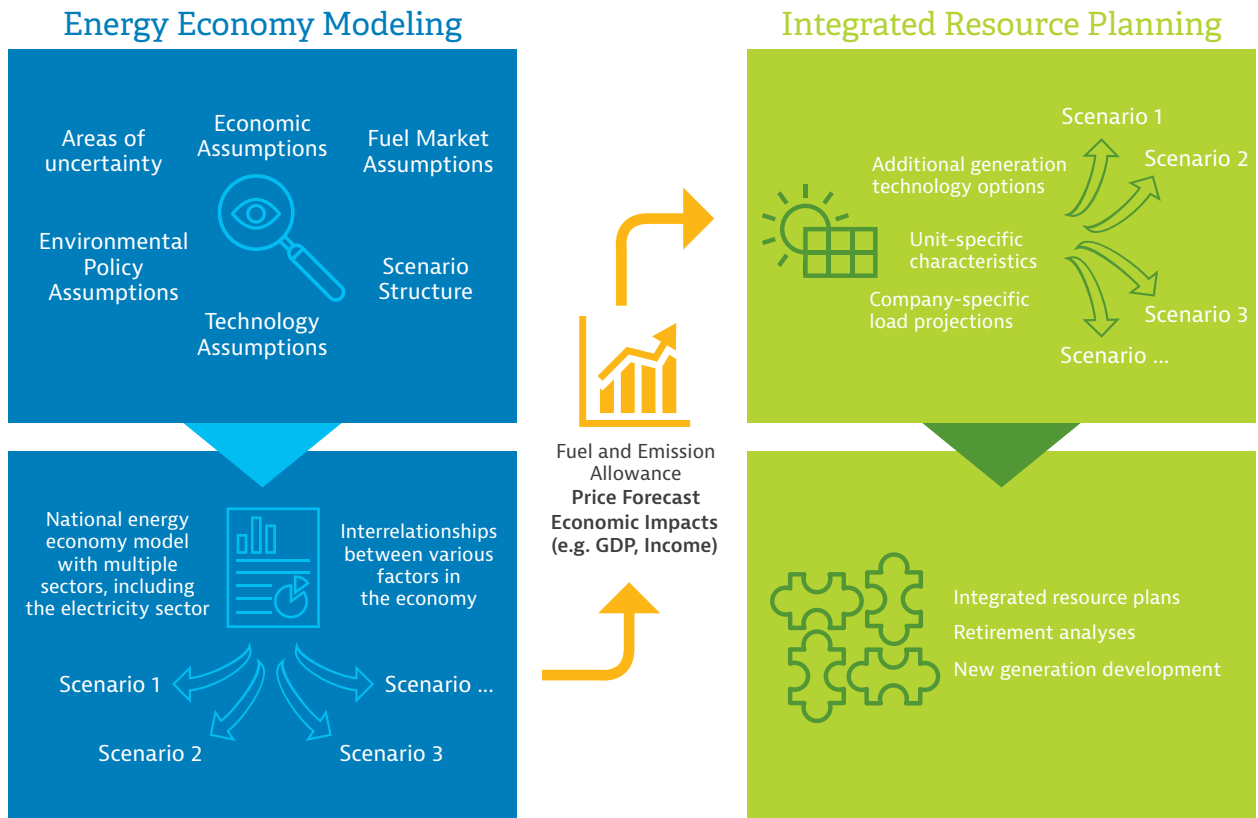 Energy Economy Modeling
Areas of
uncertainty
Economic
Assumptions
Fuel Market
Assumptions
Environmental
Policy
Assumptions
Scenario
Structure
Technology
Assumptions
National energy
economy model
with multiple
sectors, including
the electricity sector
Interrelationships
between various
factors in
the economy
Scenario 1
Scenario 2
Scenario 3
Scenario ...
Fuel and Emission
Allowance
Price Forecast
Economic Impacts
(e.g. GDP, Income)
Integrated Resource Planning
Additional generation
technology options
Unit-specific
characteristics
Company-specific
load projections
Scenario 1
Scenario 2
Scenario 3
Scenario ...
Integrated resource plans
Retirement analyses
New generation development